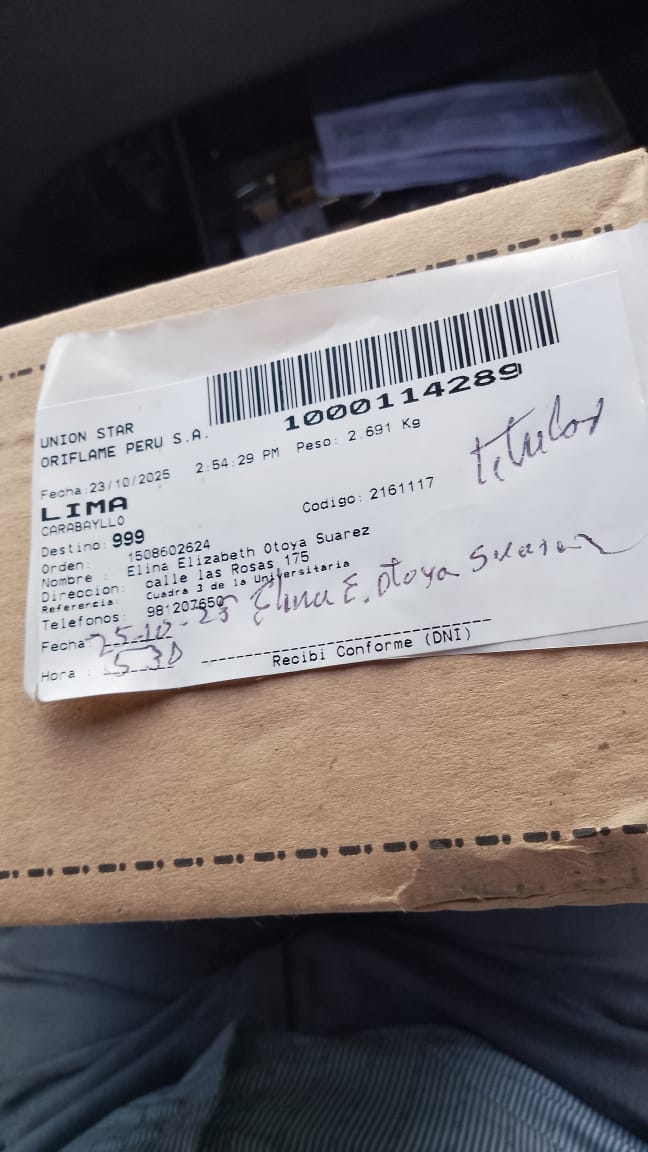 1000114289
UNION STAR
ORIFLAME PERU S.A.
Fecha:23/10/2025 2:54:29 PM Peso: 2.691 Kg
titular
LIMA
CARABAYLLO
Codigo: 2161117
Destino: 999
Orden: 1508602624
Nombre : Elina Elizabeth Otoya Suarez
Direccion: calle las Rosas 175
Referercia: Cuadra 3 de la Universitaria
Telefonos: 981207650
Elina E. Otoya Suarez
Fecha: 25-10-25
Hora : 5:30
Recibi Conforme (DNI)